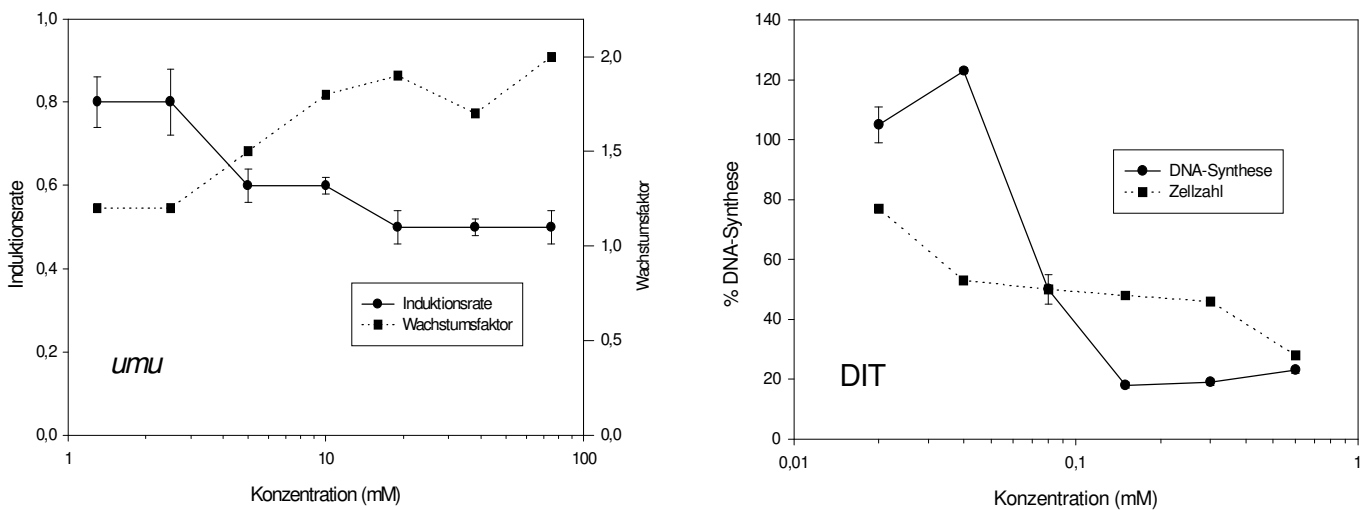 1,0
0,8
0,6
0,4
0,2
0,0
Induktionsrate
2,0
1,5
1,0
0,5
0,0
Wachstumsfaktor
Induktionsrate
Wachstumsfaktor
umu
1 10 100
Konzentration (mM)
140
120
100
80
60
40
20
0
% DNA-Synthese
DNA-Synthese
Zellzahl
DIT
0,01 0,1 1
Konzentration (mM)